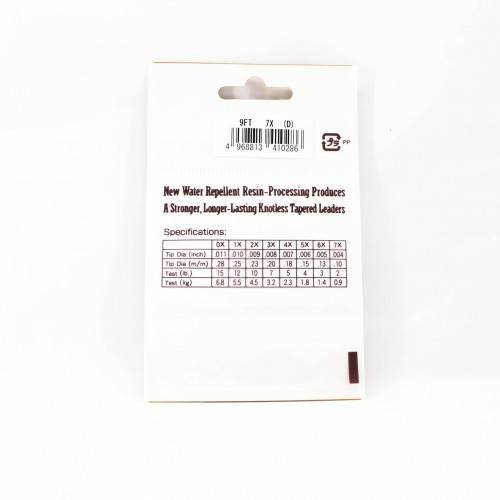 9FT 7X (D)
4 968813 410286
プラ
PP
New Water Repellent Resin-Processing Produces
A Stronger, Longer-Lasting Knotless Tapered Leaders
Specifications:
0X 1X 2X 3X 4X 5X 6X 7X
Tip Dia (inch) .011 .010 .009 .008 .007 .006 .005 .004
Tip Dia (m/m) .28 .25 .23 .20 .18 .15 .13 .10
Test (lb.) 15 12 10 7 5 4 3 2
Test (kg) 6.8 5.5 4.5 3.2 2.3 1.8 1.4 0.9